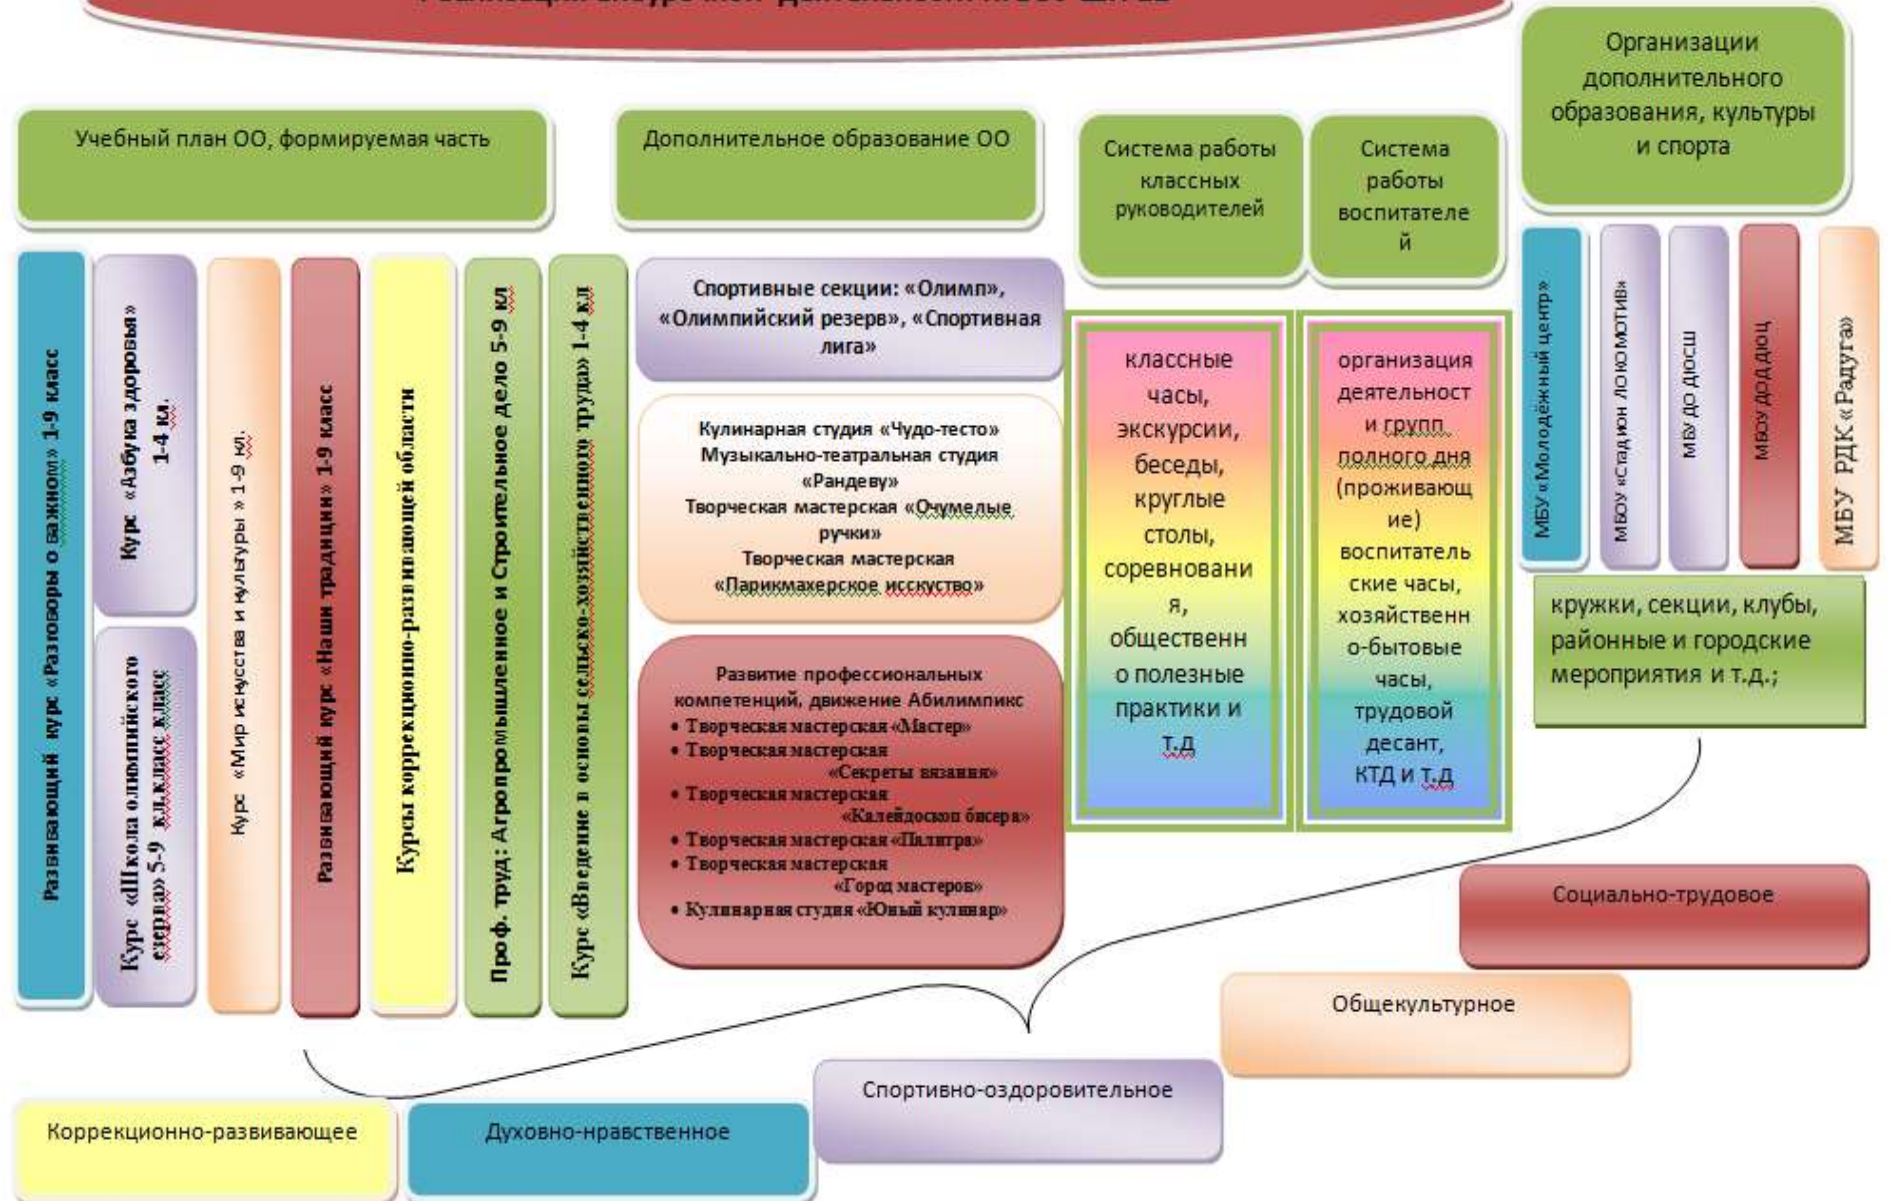 Учебный план ОО, формируемая часть
Дополнительное образование ОО
Система работы
классных
руководителей
Система
работы
воспитателе
й
Организации
дополнительного
образования, культуры
и спорта
Развивающий курс «Разговоры о важном» 1-9 класс
Курс «Азбука здоровья»
1-4 кл.
Курс «Школа олимпийского
езерва» 5-9 кл.класс класс
Курс «Мир искусства и культуры » 1-9 кл.
Развивающий курс «Наши традиции» 1-9 класс
Курсы коррекционно-развивающей области
Проф. труд: Агропромышленное и Строительное дело 5-9 кл
Курс «Введение в основы сельско-хозяйственного труда» 1-4 кл
Спортивные секции: «Олимп»,
«Олимпийский резерв», «Спортивная
лига»
Кулинарная студия «Чудо-тесто»
Музыкально-театральная студия
«Рандеву»
Творческая мастерская «Очумелые
ручки»
Творческая мастерская
«Парикмахерское исскуство»
Развитие профессиональных
компетенций, движение Абилимпикс
• Творческая мастерская «Мастер»
• Творческая мастерская
«Секреты вязания»
• Творческая мастерская
«Калейдоскоп бисера»
• Творческая мастерская «Палитра»
• Творческая мастерская
«Город мастеров»
• Кулинарная студия «Юный кулинар»
классные
часы,
экскурсии,
беседы,
круглые
столы,
соревновани
я,
общественн
о полезные
практики и
т.д
организация
деятельност
и групп
полного дня
(проживающ
ие)
воспитатель
ские часы,
хозяйственн
о-бытовые
часы,
трудовой
десант,
КТД и т.д
МБУ «Молодёжный центр»
МБОУ «Стадион ЛОКОМОТИВ»
МБУ ДО ДЮСШ
МБОУ ДОД ДЮЦ
МБУ РДК «Радуга»
кружки, секции, клубы,
районные и городские
мероприятия и т.д.;
Социально-трудовое
Общекультурное
Спортивно-оздоровительное
Духовно-нравственное
Коррекционно-развивающее